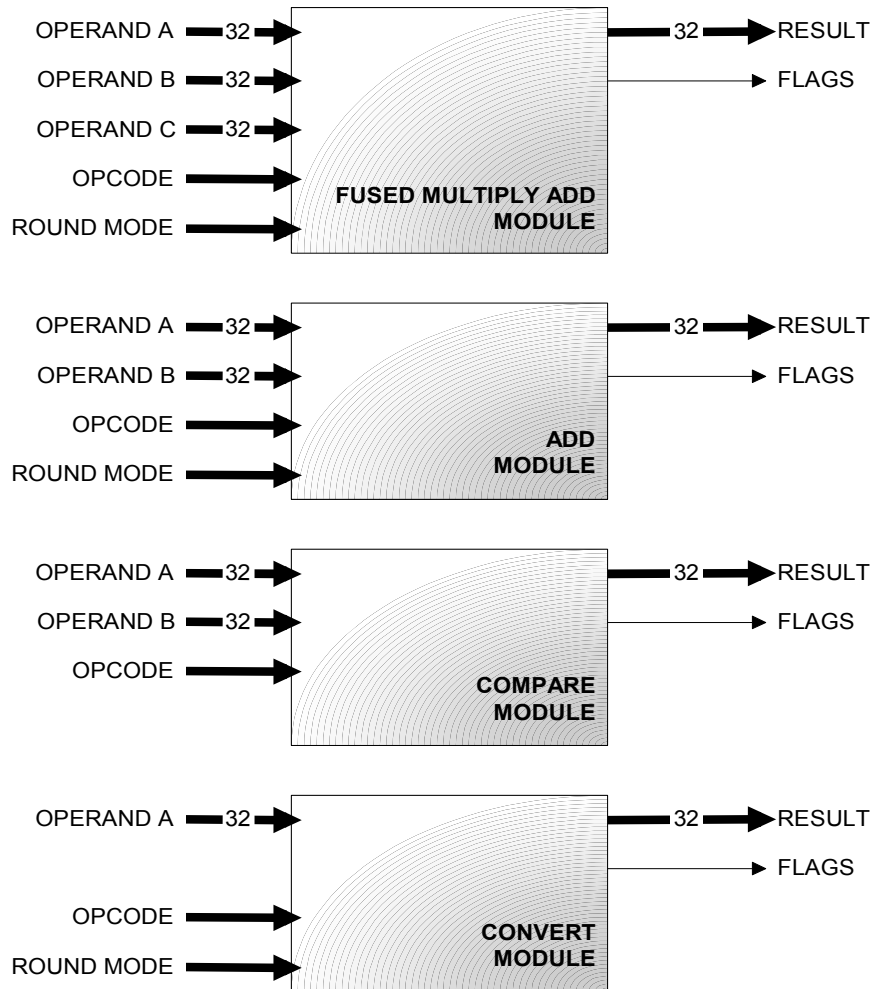 OPERAND A 32 32 RESULT
OPERAND B 32 FLAGS
OPERAND C 32
OPCODE
FUSED MULTIPLY ADD
MODULE
ROUND MODE
OPERAND A 32 32 RESULT
OPERAND B 32 FLAGS
OPCODE
ADD
MODULE
ROUND MODE
OPERAND A 32 32 RESULT
OPERAND B 32 FLAGS
OPCODE
COMPARE
MODULE
OPERAND A 32 32 RESULT
FLAGS
OPCODE
CONVERT
MODULE
ROUND MODE